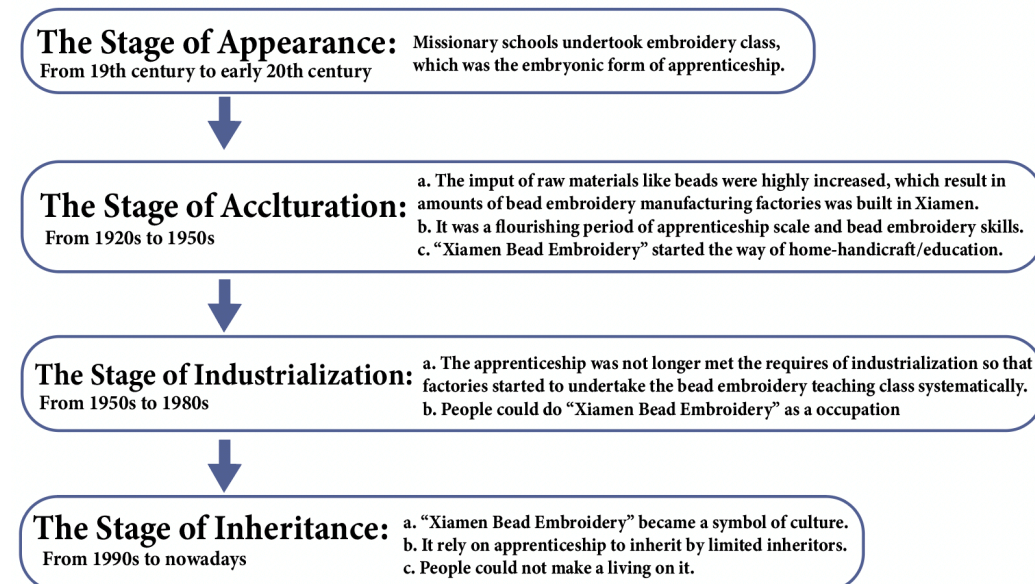 The Stage of Appearance:
From 19th century to early 20th century
Missionary schools undertook embroidery class,
which was the embryonic form of apprenticeship.
The Stage of Acclturation:
From 1920s to 1950s
a. The imput of raw materials like beads were highly increased, which result in
amounts of bead embroidery manufacturing factories was built in Xiamen.
b. It was a flourishing period of apprenticeship scale and bead embroidery skills.
c. “Xiamen Bead Embroidery” started the way of home-handicraft/education.
The Stage of Industrialization:
From 1950s to 1980s
a. The apprenticeship was not longer met the requires of industrialization so that
factories started to undertake the bead embroidery teaching class systematically.
b. People could do “Xiamen Bead Embroidery” as a occupation
The Stage of Inheritance:
From 1990s to nowadays
a. “Xiamen Bead Embroidery” became a symbol of culture.
b. It rely on apprenticeship to inherit by limited inheritors.
c. People could not make a living on it.